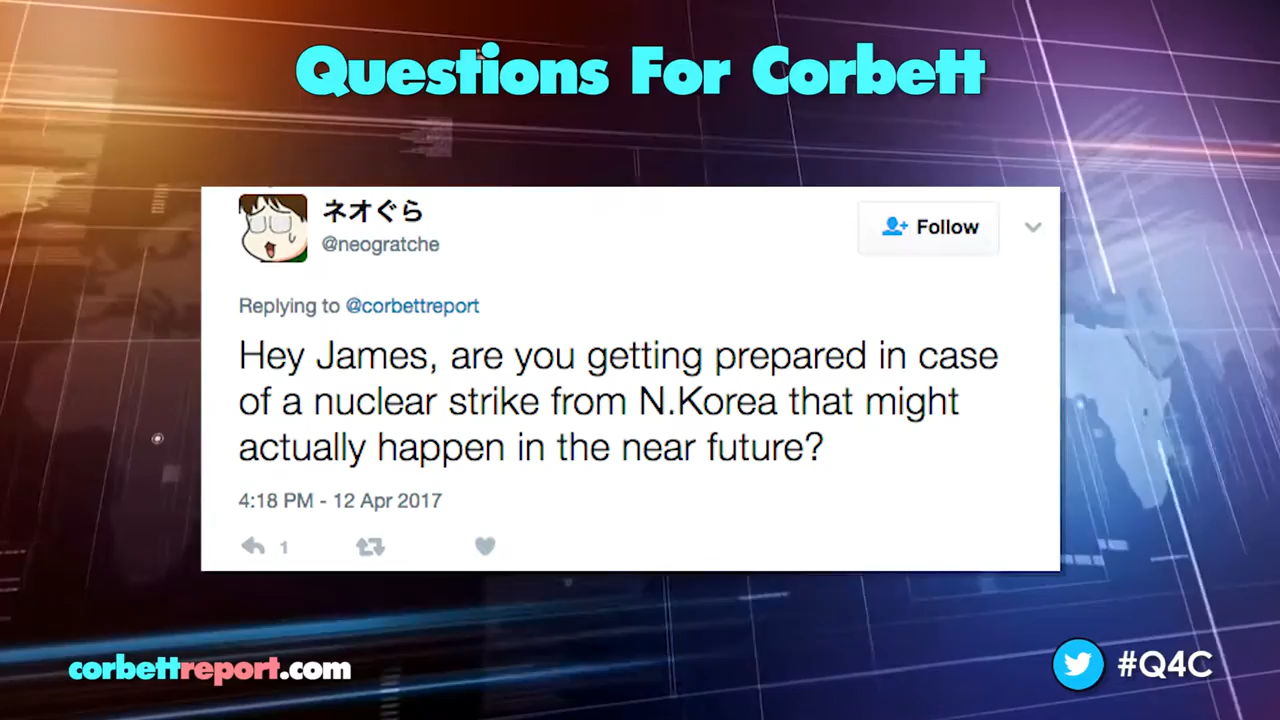 Questions For Corbett
ネオぐら
@neogratche
Follow
Replying to @corbettreport
Hey James, are you getting prepared in case
of a nuclear strike from N.Korea that might
actually happen in the near future?
4:18 PM - 12 Apr 2017
1
corbettreport.com
#Q4C